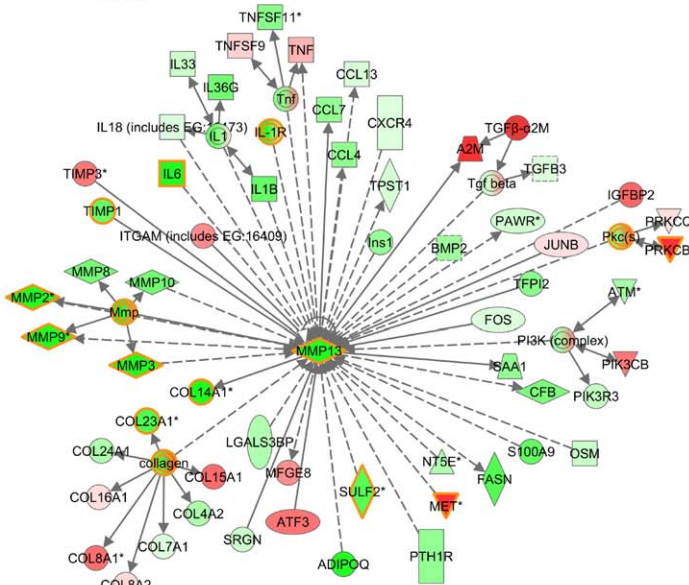 TNFSF11*
TNFSF9
TNF
IL33
CCL13
IL36G
Tnf
CCL7
CXCR4
IL18 (includes EG:16173)
IL1
IL-1R
TGFβ-α2M
A2M
CCL4
TIMP3*
IL6
TPST1
Tgf beta
TGFB3
IL1B
IGFBP2
TIMP1
PAWR*
PRKCQ
ITGAM (includes EG:16409)
Ins1
BMP2
JUNB
Pkc(s)
PRKCB
MMP8
MMP10
TFPI2
ATM*
MMP2*
Mmp
FOS
MMP9*
MMP13
PI3K (complex)
MMP3
SAA1
PIK3CB
COL14A1*
CFB
PIK3R3
COL23A1*
LGALS3BP
COL24A1
collagen
NT5E*
S100A9
OSM
COL15A1
MFGE8
FASN
COL16A1
SULF2*
MET*
COL4A2
ATF3
COL7A1
SRGN
COL8A1*
ADIPOQ
PTH1R
COL8A2